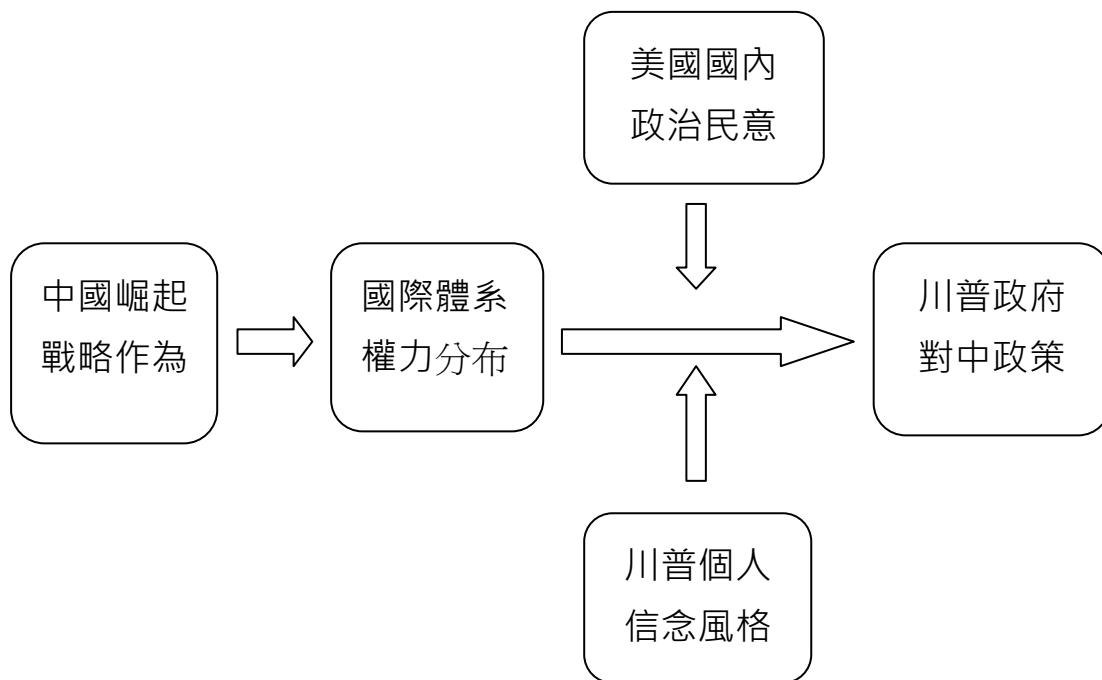 美國國內
政治民意
中國崛起
戰略作為
國際體系
權力分布
川普政府
對中政策
川普個人
信念風格